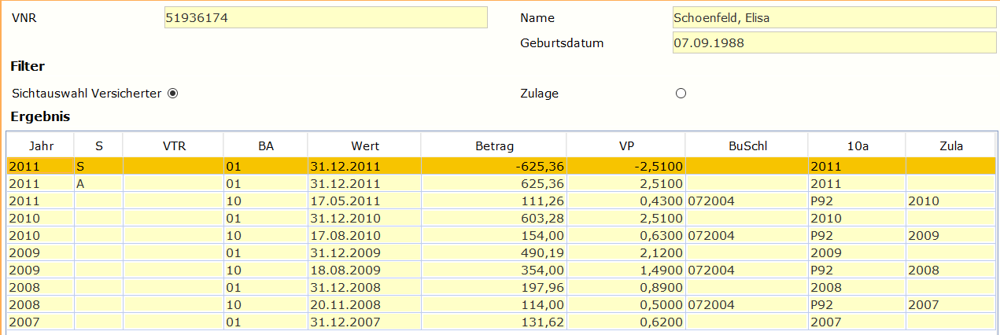 VNR 51936174 Name Schoenfeld, Elisa
Geburtsdatum 07.09.1988
Filter
Sichtauswahl Versicherter Zulage
Ergebnis
Jahr S VTR BA Wert Betrag VP BuSchl 10a Zula
2011 S 01 31.12.2011 -625,36 -2,5100 2011
2011 A 01 31.12.2011 625,36 2,5100 2011
2011 10 17.05.2011 111,26 0,4300 072004 P92 2010
2010 01 31.12.2010 603,28 2,5100 2010
2010 10 17.08.2010 154,00 0,6300 072004 P92 2009
2009 01 31.12.2009 490,19 2,1200 2009
2009 10 18.08.2009 354,00 1,4900 072004 P92 2008
2008 01 31.12.2008 197,96 0,8900 2008
2008 10 20.11.2008 114,00 0,5000 072004 P92 2007
2007 01 31.12.2007 131,62 0,6200 2007